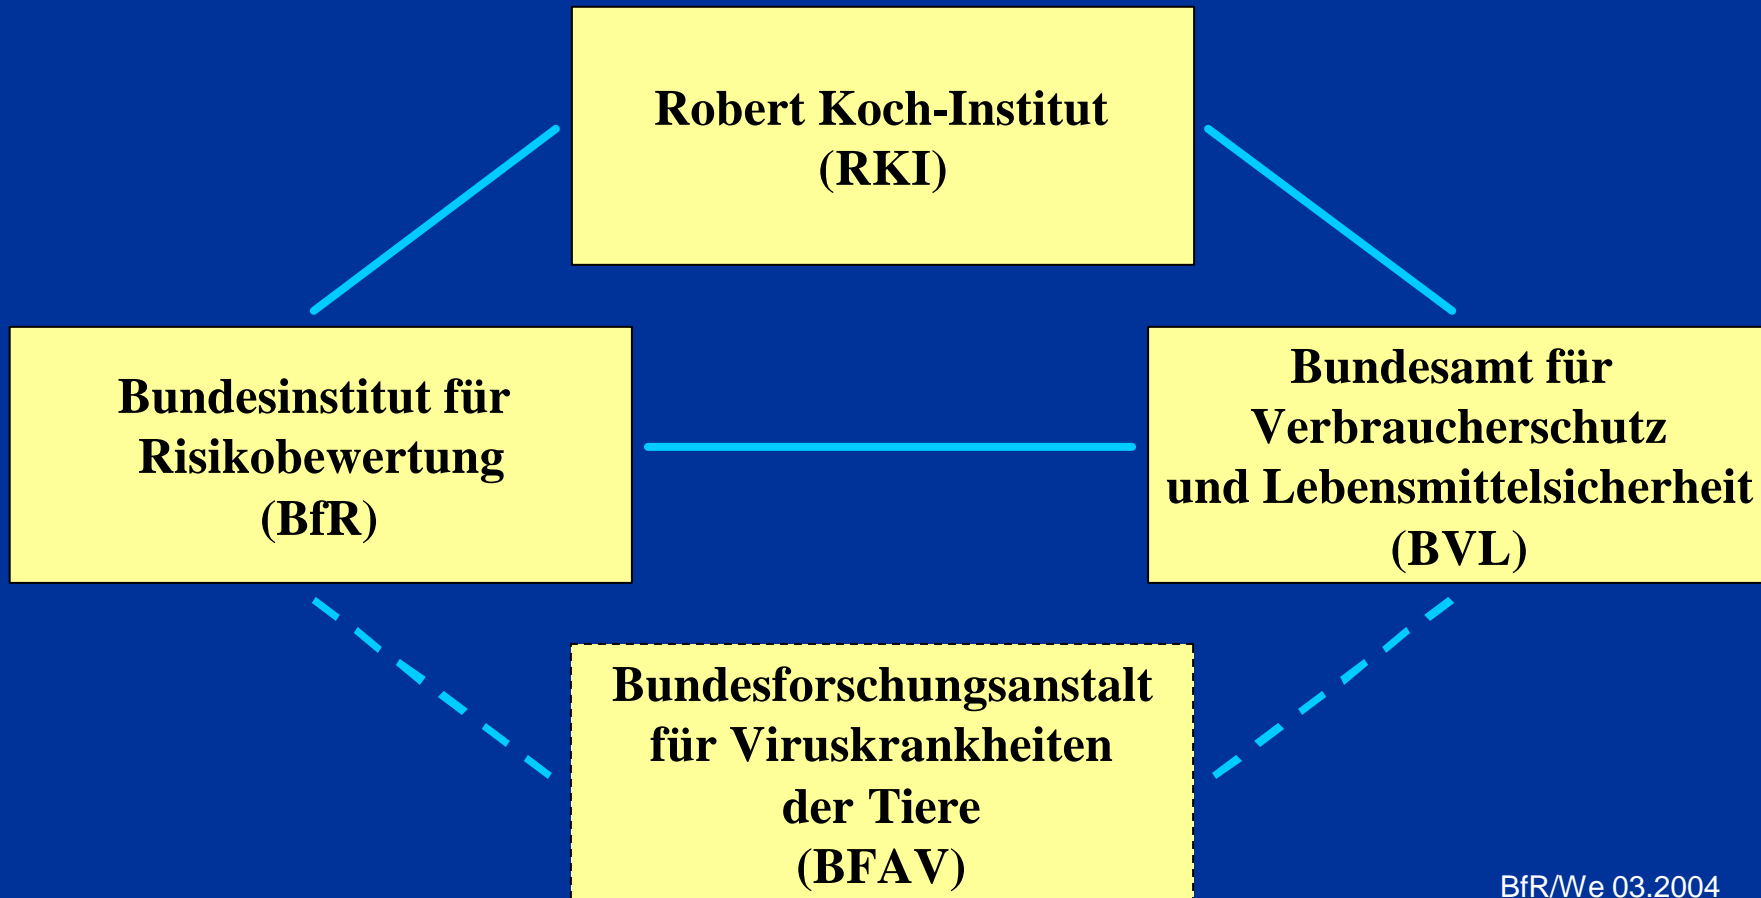 Robert Koch-Institut
(RKI)
Bundesinstitut für
Risikobewertung
(BfR)
Bundesamt für
Verbraucherschutz
und Lebensmittelsicherheit
(BVL)
Bundesforschungsanstalt
für Viruskrankheiten
der Tiere
(BFAV)
BfR/We 03.2004